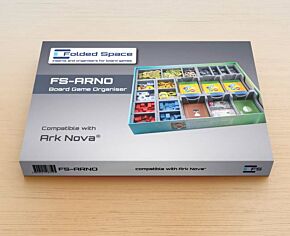 Folded Space
inserts and organisers for board games
FS-ARNO
Board Game Organiser
Compatible with
Ark Nova®
FS-ARNO
compatible with Ark Nova®
FS